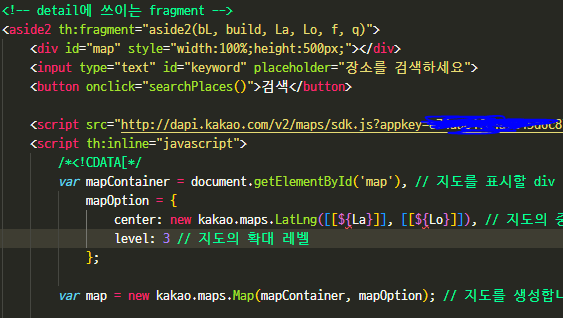 <!-- detail에 쓰이는 fragment -->
<aside2 th:fragment="aside2(bL, build, La, Lo, f, q)">
<div id="map" style="width:100%;height:500px;"></div>
<input type="text" id="keyword" placeholder="장소를 검색하세요">
<button onclick="searchPlaces()">검색</button>
<script src="http://dapi.kakao.com/v2/maps/sdk.js?appkey=
<script th:inline="javascript">
/*<!CDATA[*/
var mapContainer = document.getElementById('map'), // 지도를 표시할 div
mapOption = {
center: new kakao.maps.LatLng([[${La}]], [[${Lo}]]), // 지도의 중
level: 3 // 지도의 확대 레벨
};
var map = new kakao.maps.Map(mapContainer, mapOption); // 지도를 생성합니